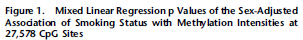 Figure 1. Mixed Linear Regression p Values of the Sex-Adjusted
Association of Smoking Status with Methylation Intensities at
27,578 CpG Sites